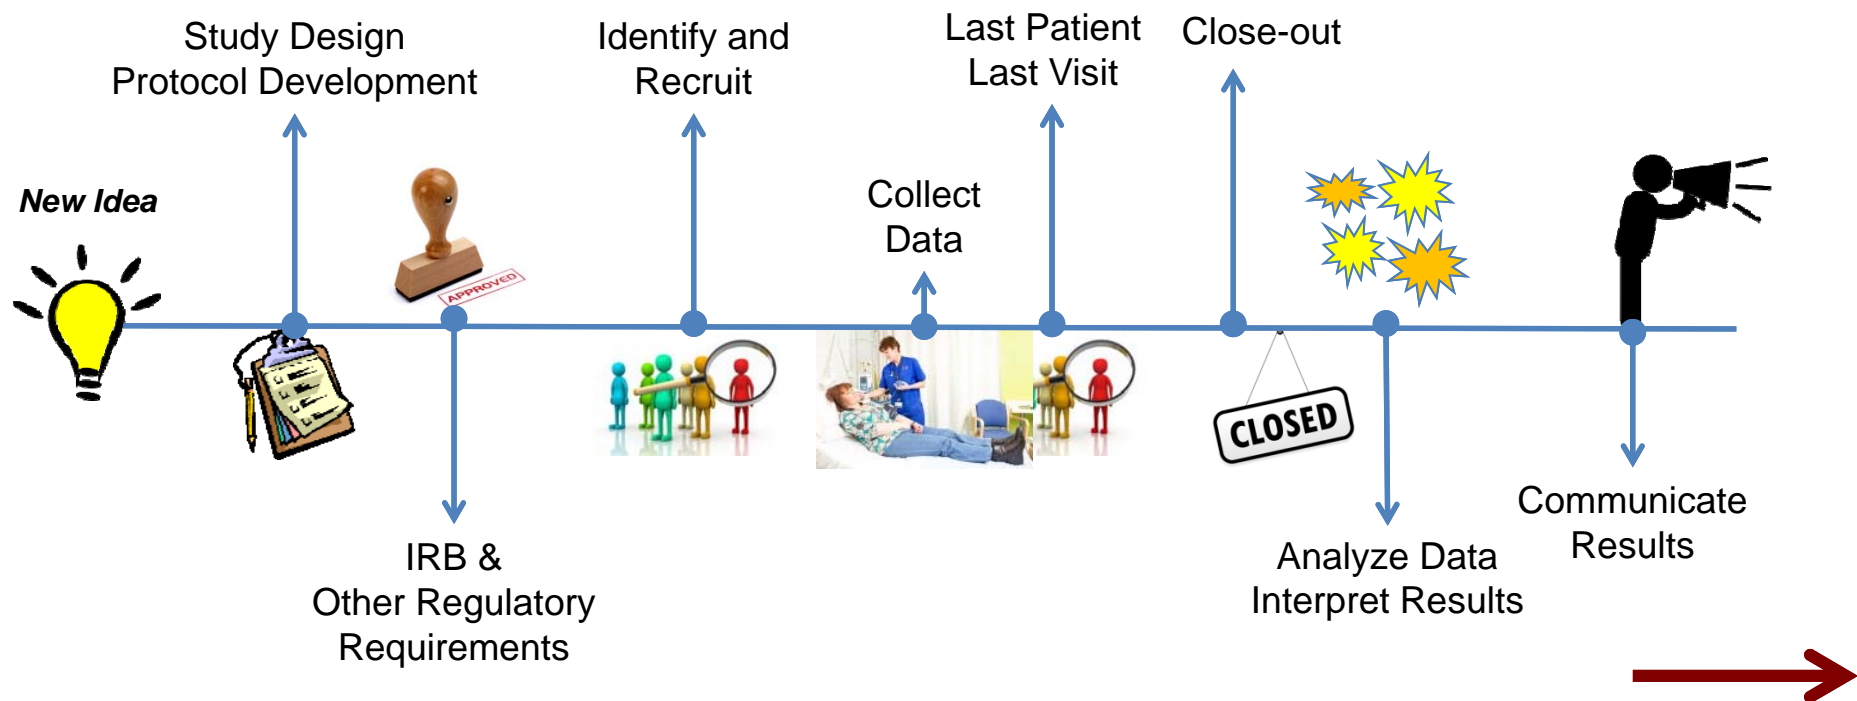 Study Design
Protocol Development
Identify and
Recruit
Last Patient
Last Visit
Close-out
New Idea
APPROVED
Collect
Data
CLOSED
IRB &
Other Regulatory
Requirements
Analyze Data
Interpret Results
Communicate
Results